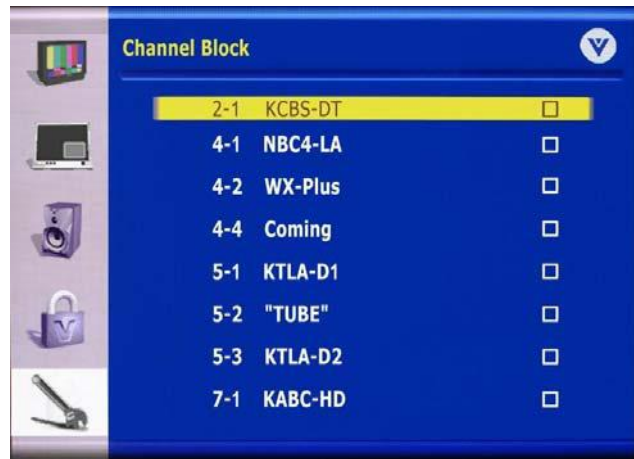 Channel Block
V
2-1 KCBS-DT
4-1 NBC4-LA
4-2 WX-Plus
4-4 Coming
5-1 KTLA-D1
5-2 "TUBE"
5-3 KTLA-D2
7-1 KABC-HD